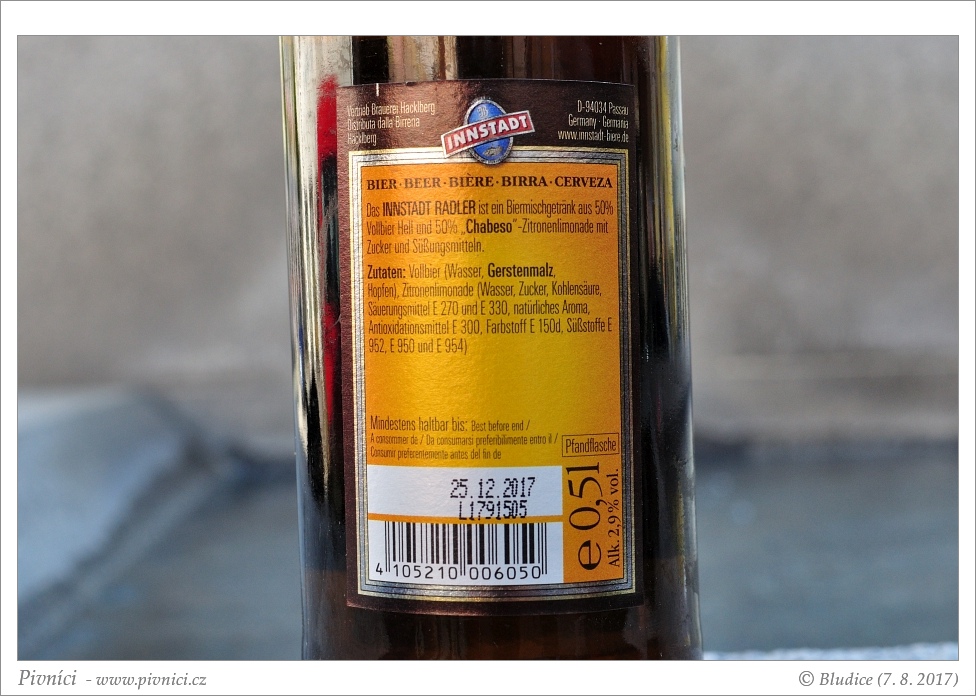 Vertrieb Brauerei Hacklberg
Distributa dalla Birreria
Hacklberg
INNSTADT
D-94034 Passau
Germany · Germania
www.innstadt-biere.de
BIER · BEER · BIÈRE · BIRRA · CERVEZA
Das INNSTADT RADLER ist ein Biermischgetränk aus 50%
Vollbier Hell und 50% „Chabeso"-Zitronenlimonade mit
Zucker und Süßungsmitteln.
Zutaten: Vollbier (Wasser, Gerstenmalz,
Hopfen), Zitronenlimonade (Wasser, Zucker, Kohlensäure,
Säuerungsmittel E 270 und E 330, natürliches Aroma,
Antioxidationsmittel E 300, Farbstoff E 150d, Süßstoffe E
952, E 950 und E 954)
Mindestens haltbar bis: Best before end /
A consommer de / Da consumarsi preferibilmente entro il /
Consumir preferentemente antes del fin de
Pfandflasche
25.12.2017
L1791505
e 0,5l
Alk. 2,9% vol.
4 105210 006050
Pivníci - www.pivnici.cz
© Bludice (7. 8. 2017)